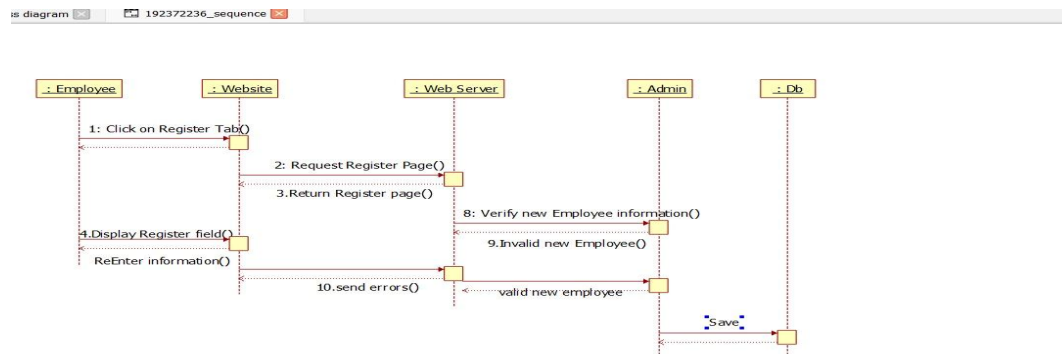 ss diagram
192372236_sequence
: Employee
: Website
: Web Server
: Admin
: Db
1: Click on Register Tab()
2: Request Register Page()
3.Return Register page()
8: Verify new Employee information()
4.Display Register field()
9.Invalid new Employee()
ReEnter information()
10.send errors()
valid new employee
Save